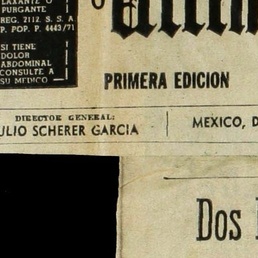 LAXANTE O
PURGANTE
REG. 2112. S. S. A
P. POP. P. 4443/71
SI TIENE
DOLOR
ABDOMINAL
CONSULTE A
SU MEDICO
PRIMERA EDICION
DIRECTOR GENERAL:
JULIO SCHERER GARCIA
MEXICO, D
Dos